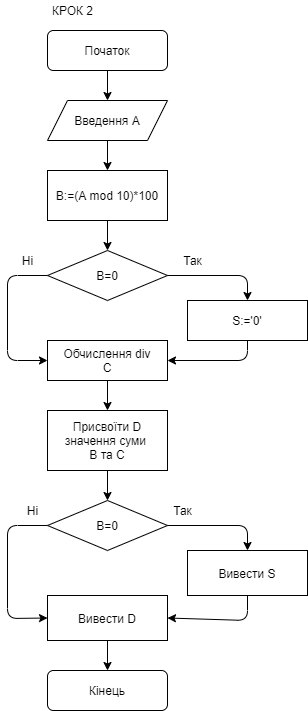 КРОК 2
Початок
Введення А
B:=(A mod 10)*100
B=0
Ні
Так
S:='0'
Обчислення div
C
Присвоїти D
значення суми
B та C
B=0
Ні
Так
Вивести S
Вивести D
Кінець